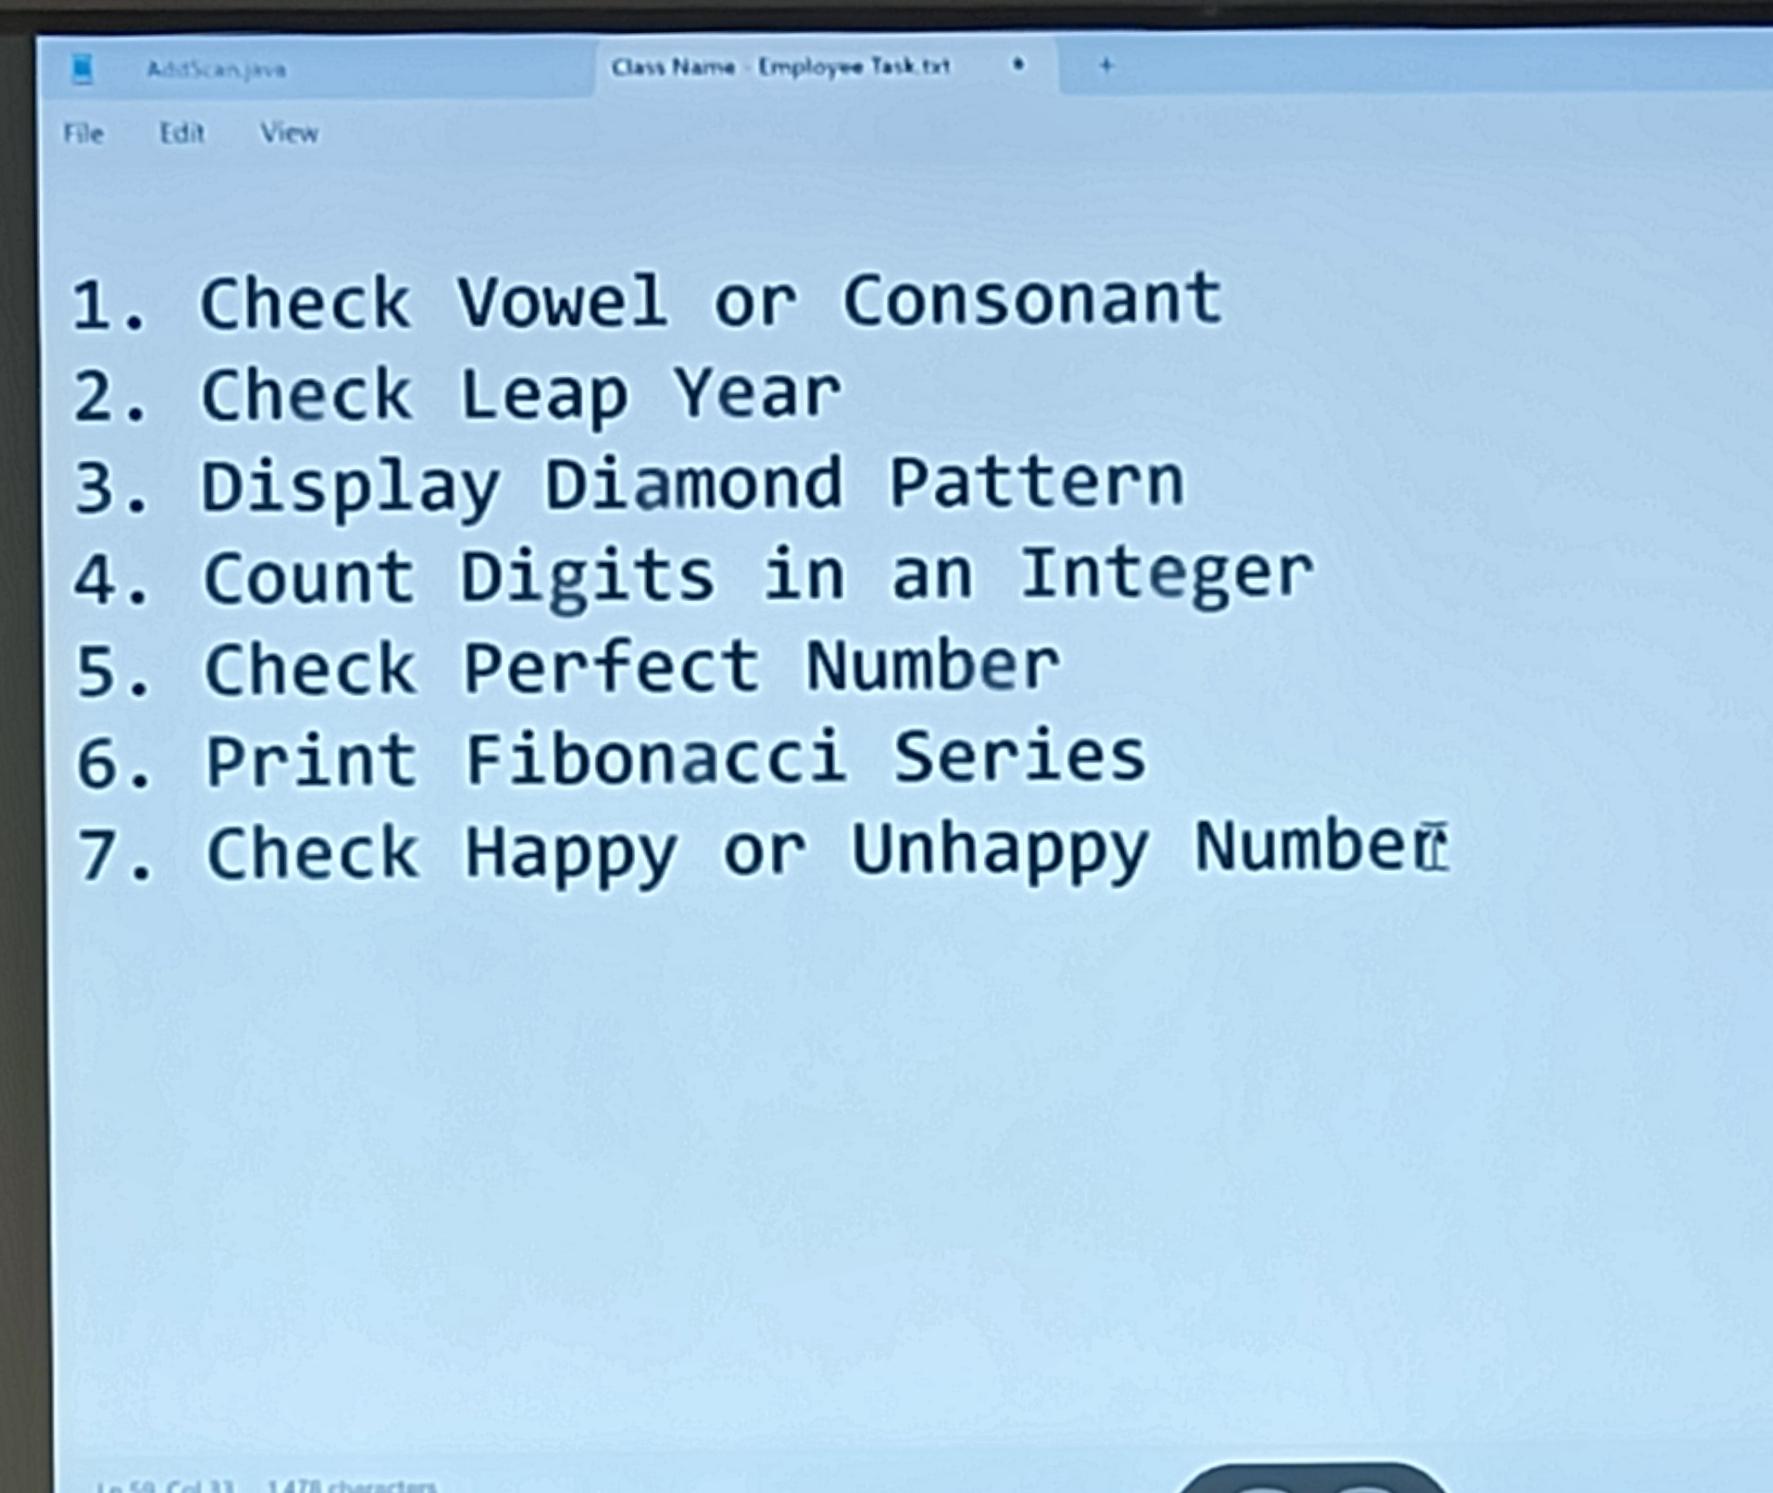 AddScan.java Class Name - Employee Task.txt • +
File Edit View
1. Check Vowel or Consonant
2. Check Leap Year
3. Display Diamond Pattern
4. Count Digits in an Integer
5. Check Perfect Number
6. Print Fibonacci Series
7. Check Happy or Unhappy Number
Ln 59, Col 33 1,478 characters